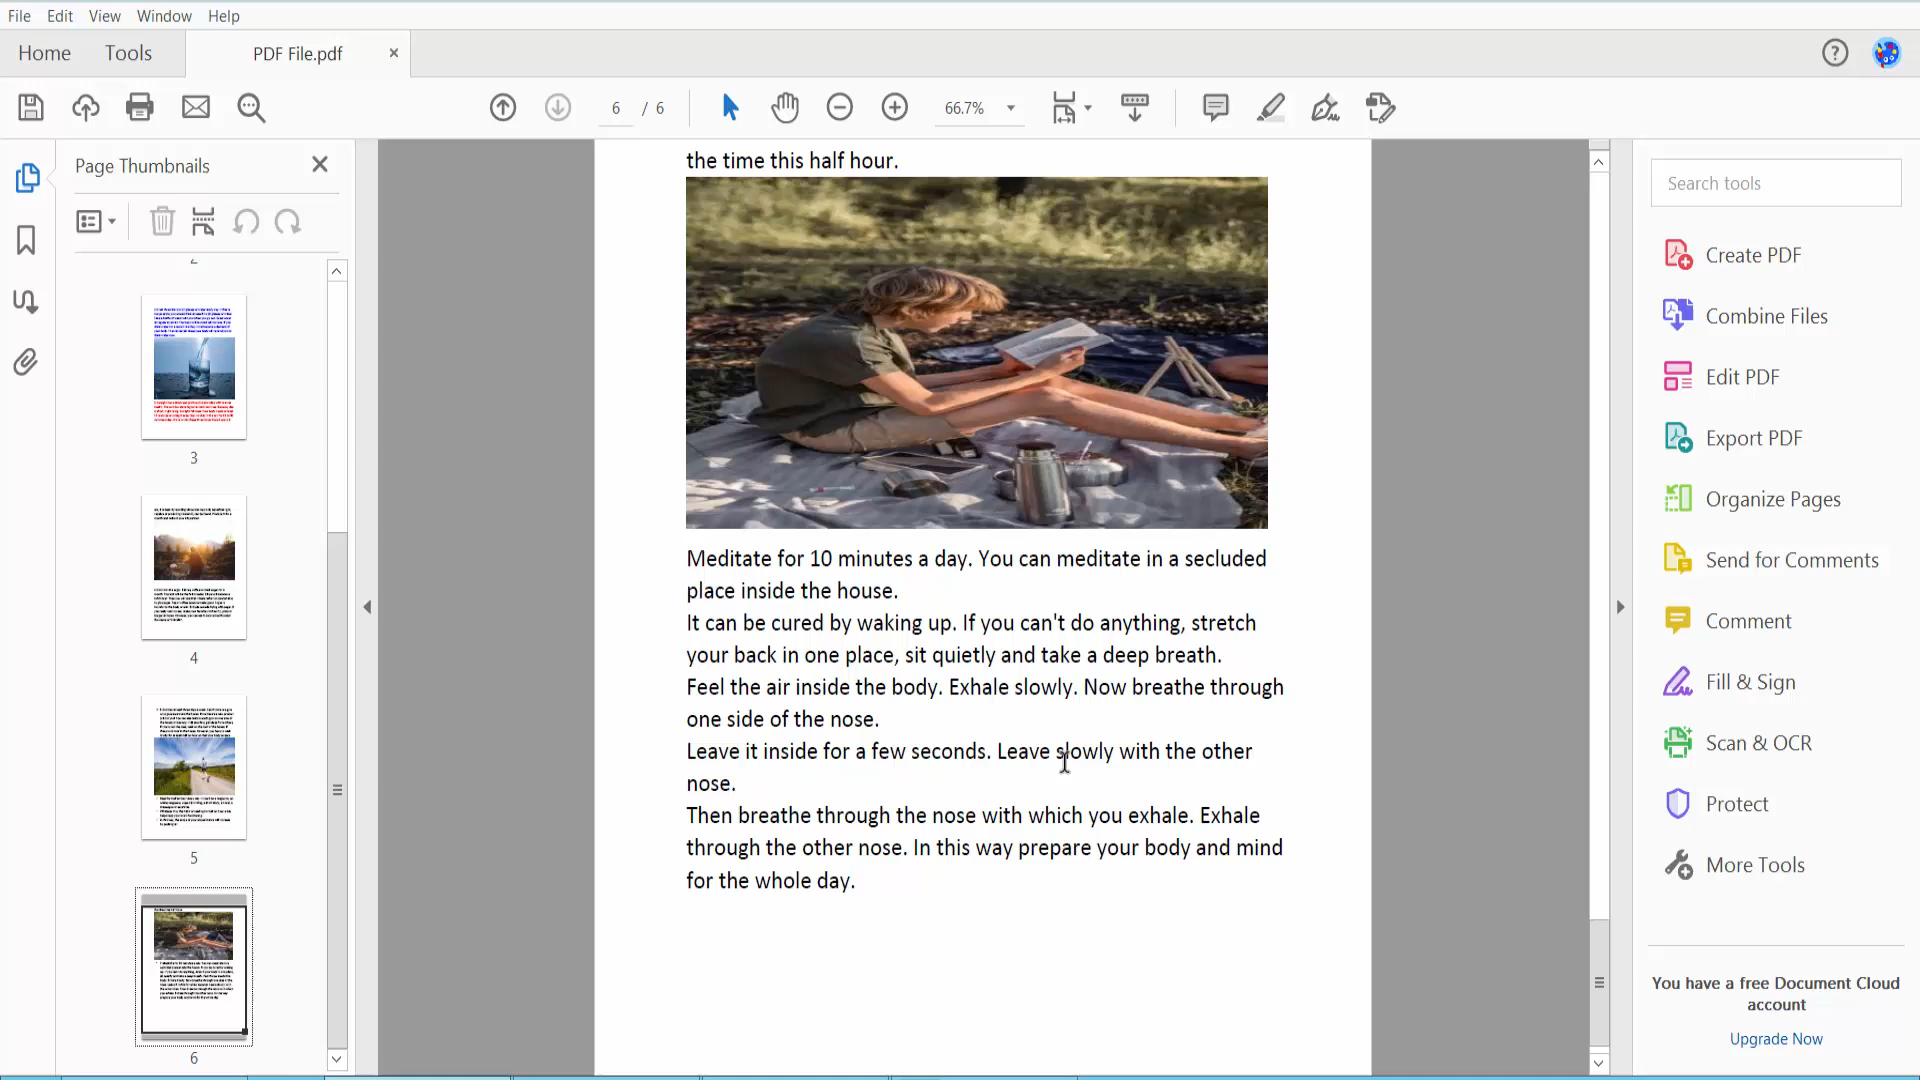 File Edit View Window Help
Home Tools PDF File.pdf
6 / 6 66.7%
Page Thumbnails
2
3
4
5
6
the time this half hour.
Meditate for 10 minutes a day. You can meditate in a secluded
place inside the house.
It can be cured by waking up. If you can't do anything, stretch
your back in one place, sit quietly and take a deep breath.
Feel the air inside the body. Exhale slowly. Now breathe through
one side of the nose.
Leave it inside for a few seconds. Leave slowly with the other
nose.
Then breathe through the nose with which you exhale. Exhale
through the other nose. In this way prepare your body and mind
for the whole day.
Search tools
Create PDF
Combine Files
Edit PDF
Export PDF
Organize Pages
Send for Comments
Comment
Fill & Sign
Scan & OCR
Protect
More Tools
You have a free Document Cloud
account
Upgrade Now